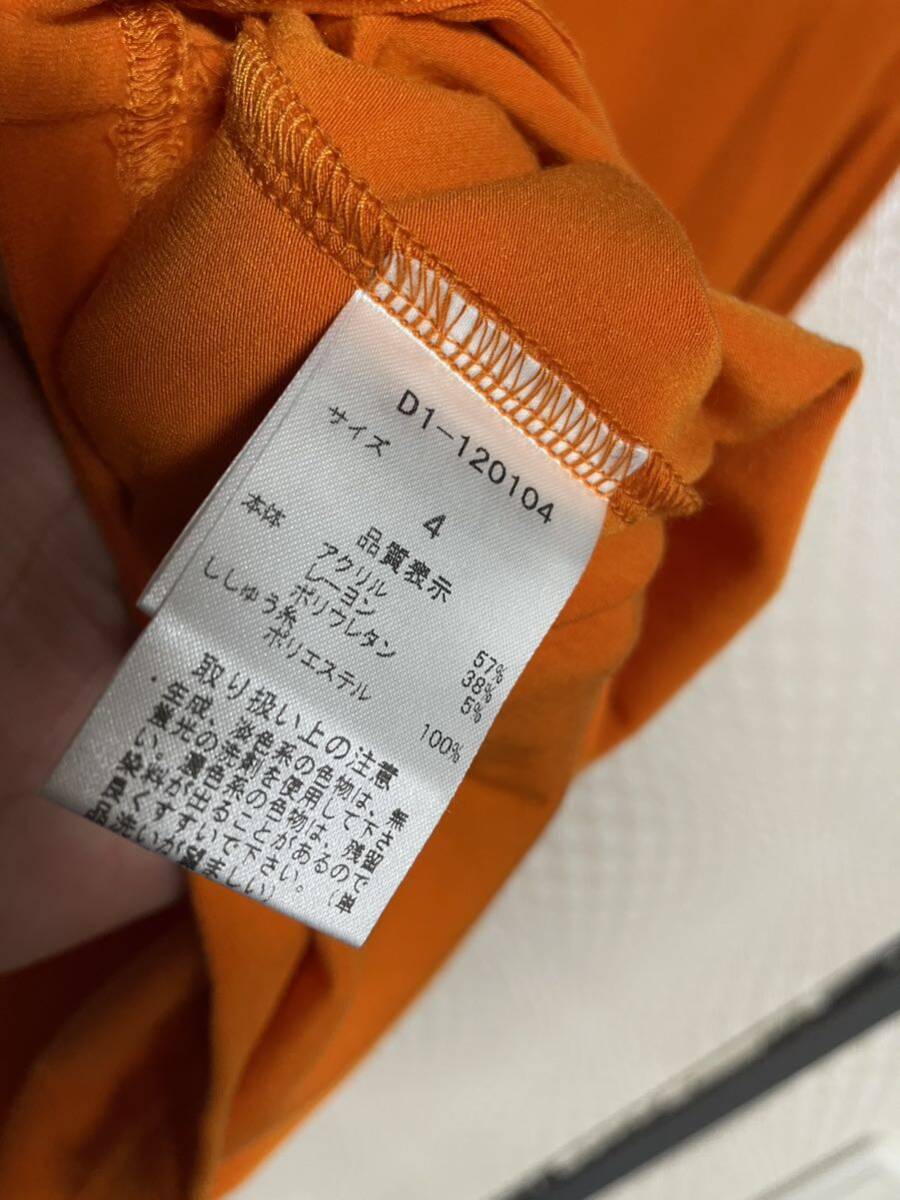 D1-120104
サイズ
4
品質表示
本体
アクリル 57%
レーヨン 38%
ポリウレタン 5%
ししゅう糸
ポリエステル 100%
取り扱い上の注意
・生成、淡色系の色物は、無
蛍光の洗剤を使用して下さ
い。濃色系の色物は、残留
染料が出ることがあるので
良くすすいで下さい。(単
品洗いが望ましい)